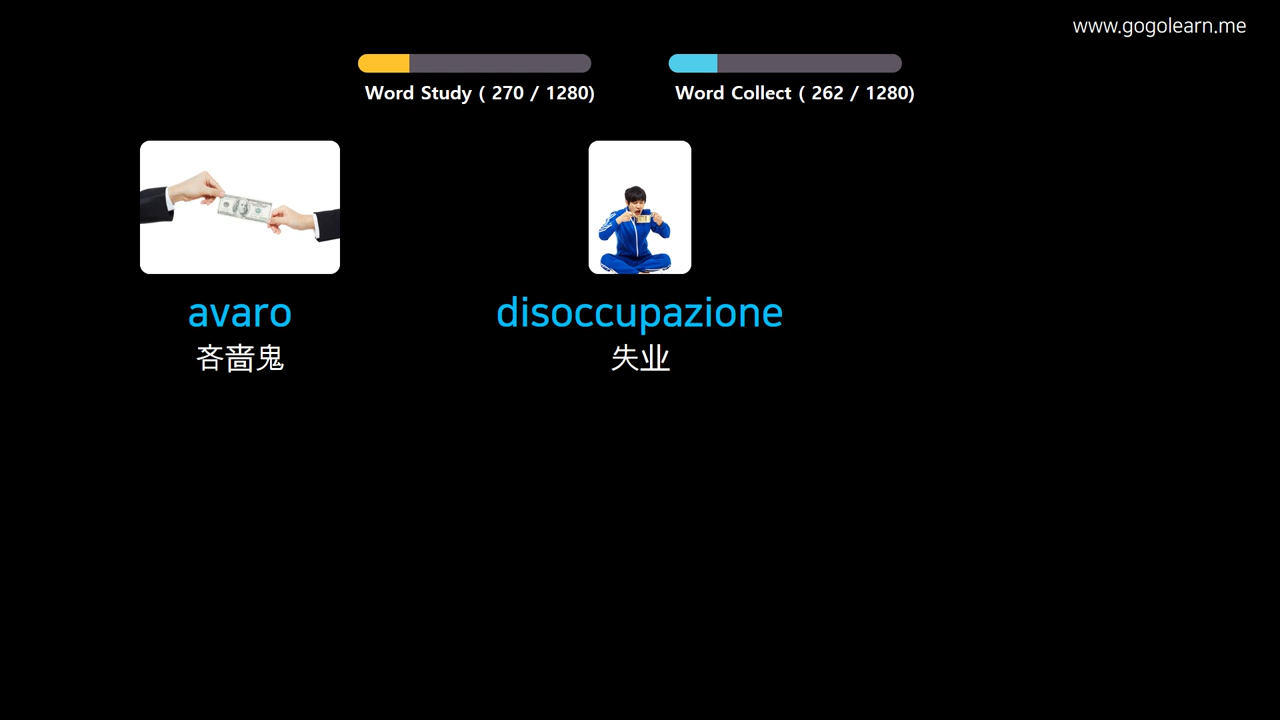 www.gogolearn.me
Word Study ( 270 / 1280)
Word Collect ( 262 / 1280)
avaro
吝啬鬼
disoccupazione
失业